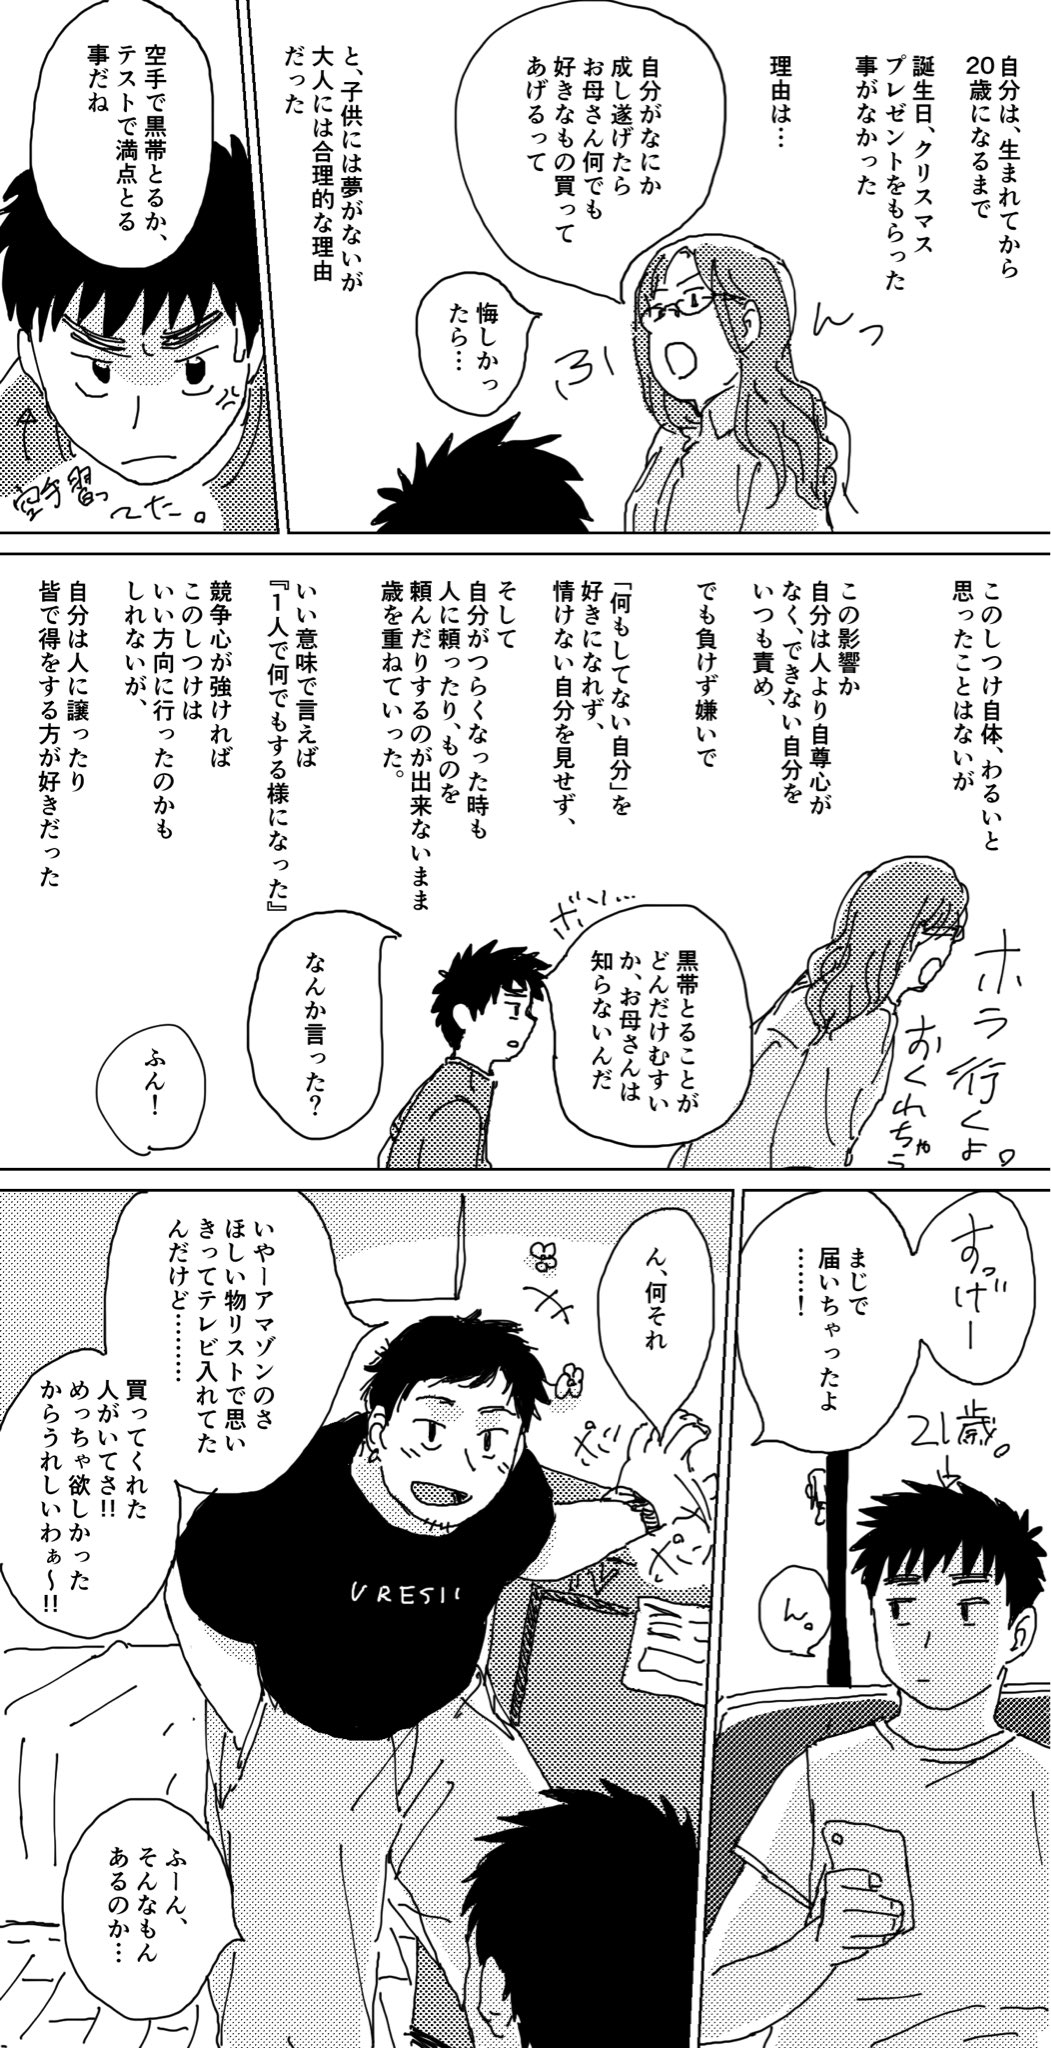 自分は、生まれてから
20歳になるまで
誕生日、クリスマス
プレゼントをもらった
事がなかった
理由は…
自分がなにか
成し遂げたら
お母さん何でも
好きなもの買って
あげるって
ふ
んっ
悔しかっ
たら…
と、子供には夢がないが
大人には合理的な理由
だった
空手で黒帯とるか、
テストで満点とる
事だね
空手習ってた。
このしつけ自体、わるいと
思ったことはないが
この影響か
自分は人より自尊心が
なく、できない自分を
いつも責め、
でも負けず嫌いで
「何もしてない自分」を
好きになれず、
情けない自分を見せず、
そして
自分がつらくなった時も
人に頼ったり、ものを
頼んだりするのが出来ないまま
歳を重ねていった。
いい意味で言えば
『1人で何でもする様になった』
競争心が強ければ
このしつけは
いい方向に行ったのかも
しれないが、
自分は人に譲ったり
皆で得をする方が好きだった
ホラ行くよ。
おくれちゃう
黒帯とることが
どんだけむすい
か、お母さんは
知らないんだ
ボソ…
なんか言った?
ふん!
すっげー
まじで
届いちゃったよ
……!
21歳。
ん。
ん、何それ
いやーアマゾンのさ
ほしい物リストで思い
きってテレビ入れてた
んだけど………
買ってくれた
人がいてさ!!
めっちゃ欲しかった
からうれしいわぁ〜!!
URESII
ふーん、
そんなもん
あるのか…